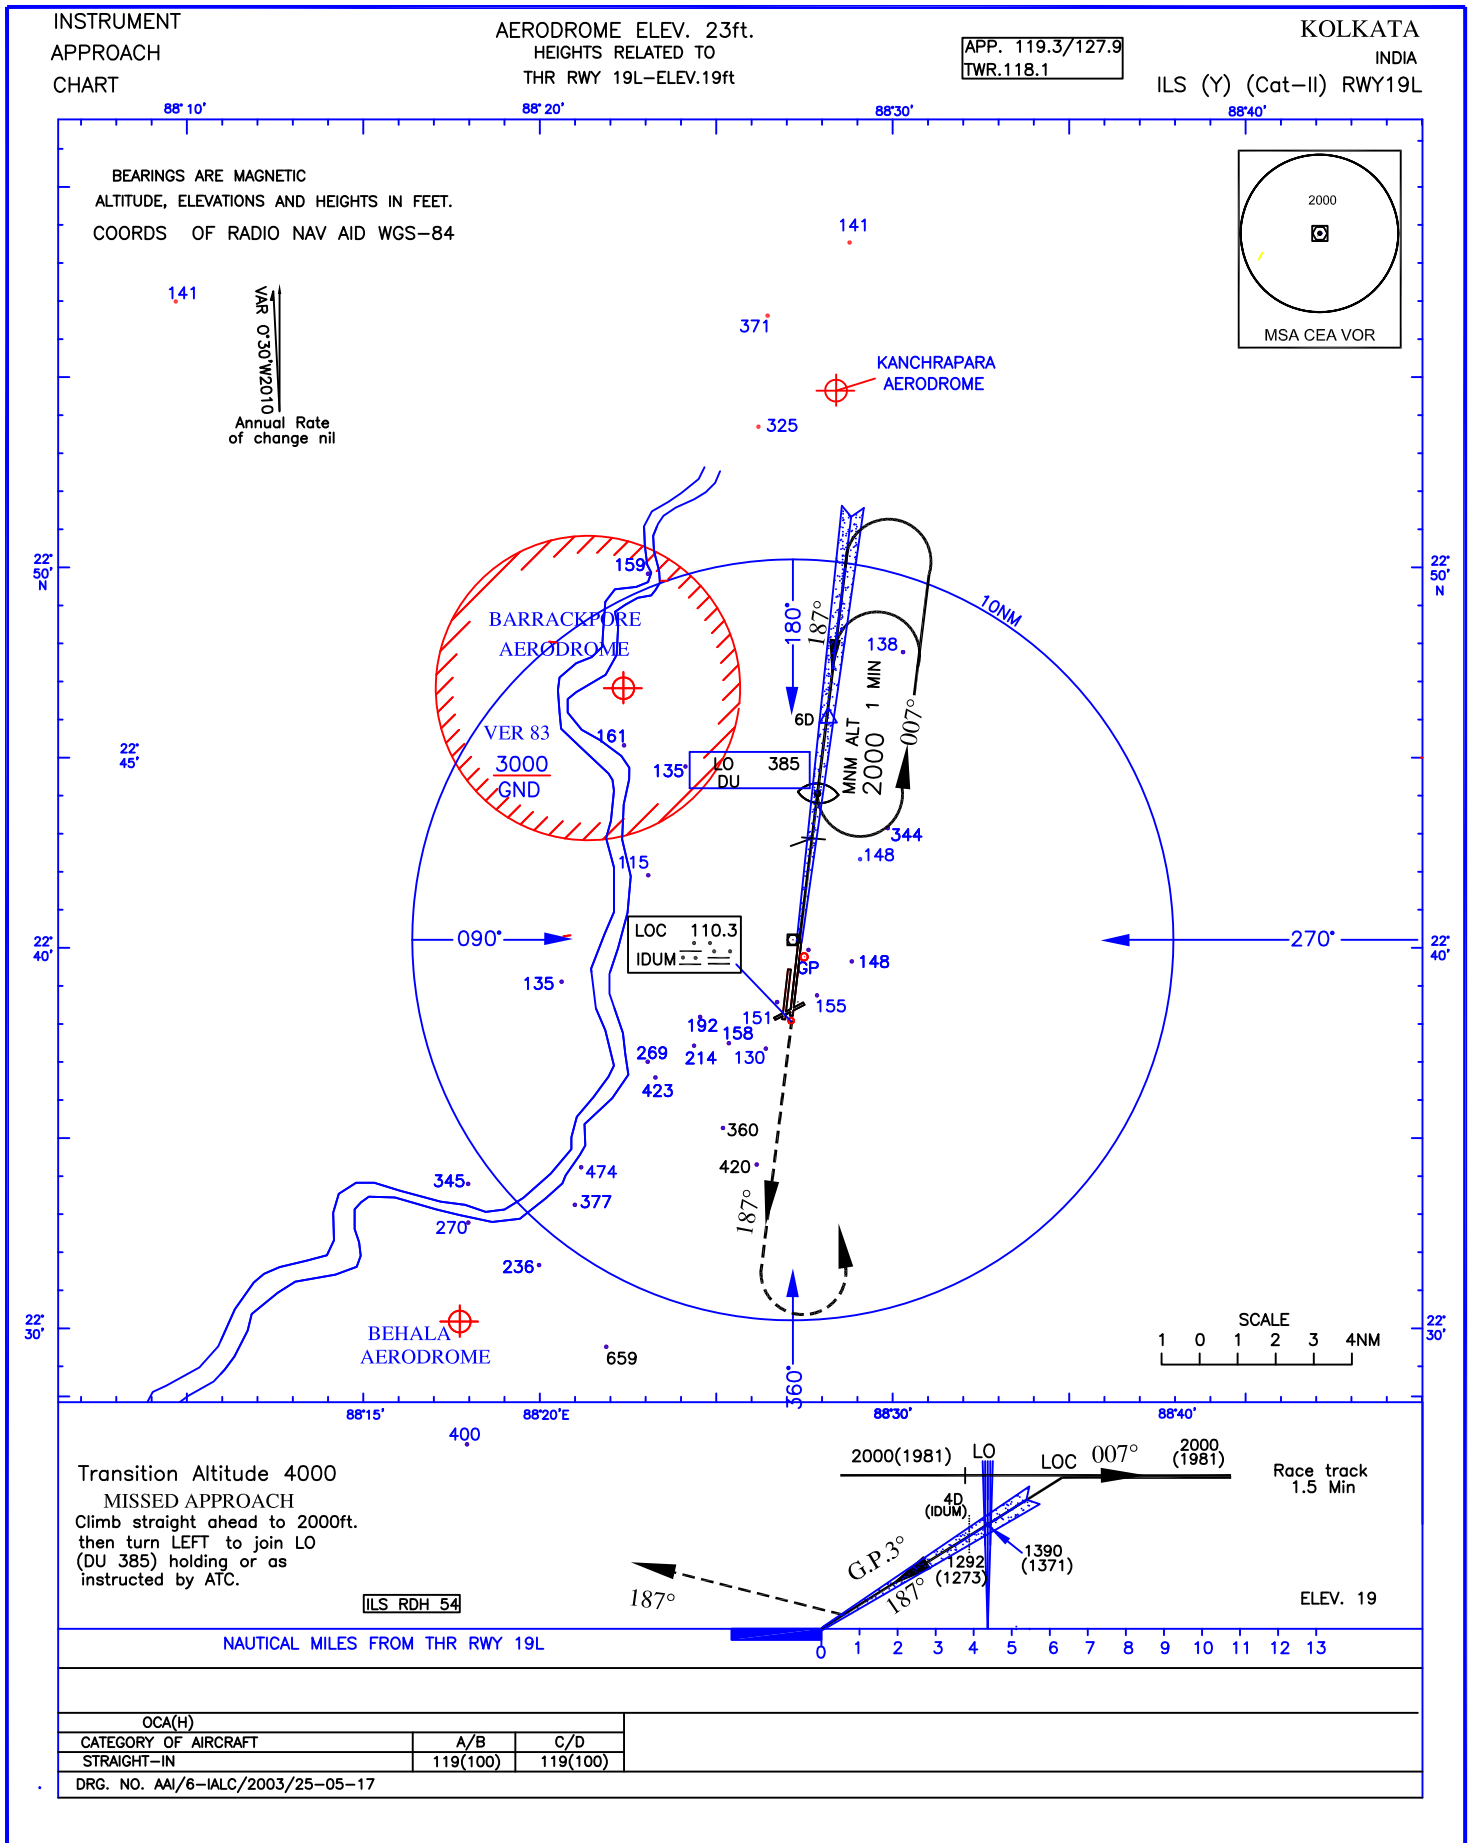 INSTRUMENT
APPROACH
CHART
AERODROME ELEV. 23ft.
HEIGHTS RELATED TO
THR RWY 19L-ELEV.19ft
APP. 119.3/127.9
TWR.118.1
KOLKATA
INDIA
ILS (Y) (Cat-II) RWY19L
88°10' 88°20' 88°30' 88°40'
BEARINGS ARE MAGNETIC
ALTITUDE, ELEVATIONS AND HEIGHTS IN FEET.
COORDS OF RADIO NAV AID WGS-84
2000
MSA CEA VOR
141
141
VAR 0°30'W2010
Annual Rate
of change nil
371
KANCHRAPARA
AERODROME
325
22°
50'
N
22°
50'
N
159
10NM
BARRACKPORE
AERODROME
180°
187°
138
VER 83
3000
GND
161
6D
MNM ALT
2000 1 MIN
007°
22°
45'
135
LO 385
DU
344
148
115
LOC 110.3
IDUM
090°
270°
22°
40'
22°
40'
GP
148
135
155
151
192
158
269
214
130
423
360
420
474
345
377
187°
270
236
22°
30'
22°
30'
BEHALA
AERODROME
659
360°
SCALE
1 0 1 2 3 4NM
88°15' 88°20'E 88°30' 88°40'
400
Transition Altitude 4000
MISSED APPROACH
Climb straight ahead to 2000ft.
then turn LEFT to join LO
(DU 385) holding or as
instructed by ATC.
ILS RDH 54
2000(1981) LO
LOC 007°
2000
(1981)
Race track
1.5 Min
4D
(IDUM)
G.P.3°
187°
1292
(1273)
1390
(1371)
187°
ELEV. 19
NAUTICAL MILES FROM THR RWY 19L
0 1 2 3 4 5 6 7 8 9 10 11 12 13
OCA(H)
CATEGORY OF AIRCRAFT A/B C/D
STRAIGHT-IN 119(100) 119(100)
DRG. NO. AAI/6-IALC/2003/25-05-17